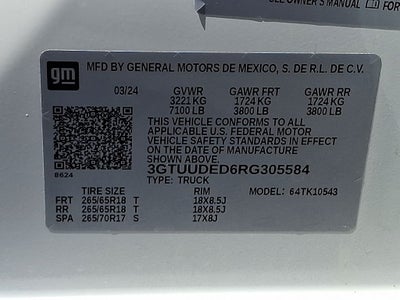 SEE OWNER'S MANUAL
FOR
gm
MFD BY GENERAL MOTORS DE MEXICO, S. DE R.L. DE C.V.
03/24 GVWR GAWR FRT GAWR RR
3221 KG 1724 KG 1724 KG
7100 LB 3800 LB 3800 LB
THIS VEHICLE CONFORMS TO ALL
APPLICABLE U.S. FEDERAL MOTOR
VEHICLE SAFETY STANDARDS IN EFFECT
ON THE DATE OF MANUFACTURE
SHOWN ABOVE.
3GTUUDED6RG305584
8624 TYPE: TRUCK
TIRE SIZE RIM MODEL: 64TK10543
FRT 265/65R18 T 18X8.5J
RR 265/65R18 T 18X8.5J
SPA 265/70R17 S 17X8J